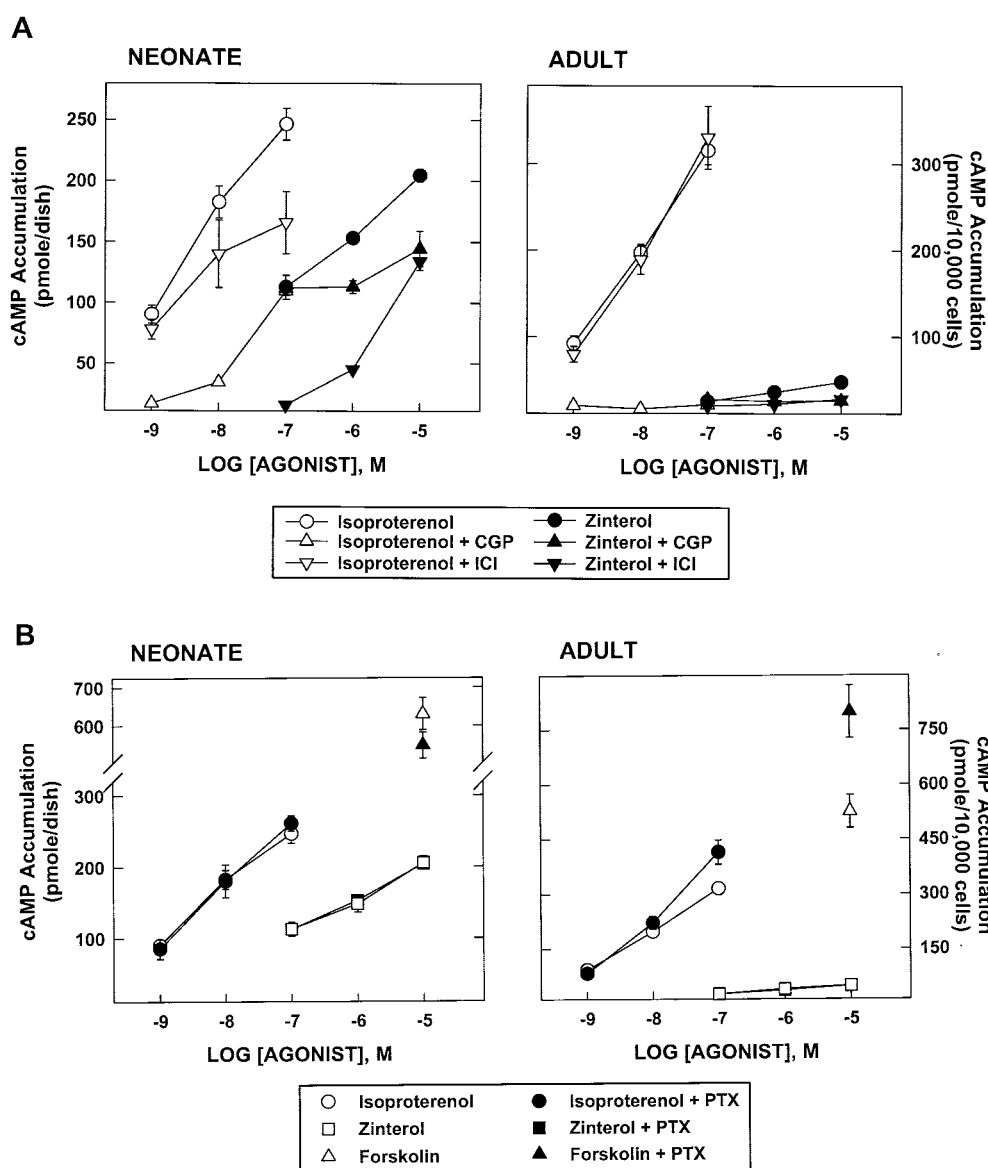 A
NEONATE
ADULT
cAMP Accumulation
(pmole/dish)
250
200
150
100
50
-9 -8 -7 -6 -5
LOG [AGONIST], M
300
200
100
-9 -8 -7 -6 -5
LOG [AGONIST], M
cAMP Accumulation
(pmole/10,000 cells)
Isoproterenol
Isoproterenol + CGP
Isoproterenol + ICI
Zinterol
Zinterol + CGP
Zinterol + ICI
B
NEONATE
ADULT
cAMP Accumulation
(pmole/dish)
700
600
300
200
100
-9 -8 -7 -6 -5
LOG [AGONIST], M
750
600
450
300
150
-9 -8 -7 -6 -5
LOG [AGONIST], M
cAMP Accumulation
(pmole/10,000 cells)
Isoproterenol
Zinterol
Forskolin
Isoproterenol + PTX
Zinterol + PTX
Forskolin + PTX